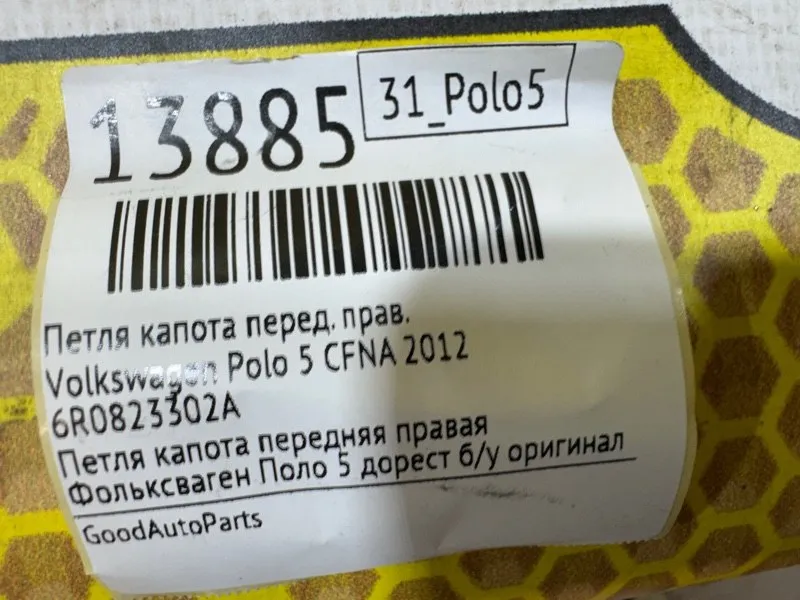 13885
31_Polo5
Петля капота перед. прав.
Volkswagen Polo 5 CFNA 2012
6R0823302A
Петля капота передняя правая
Фольксваген Поло 5 дорест б/у оригинал
GoodAutoParts